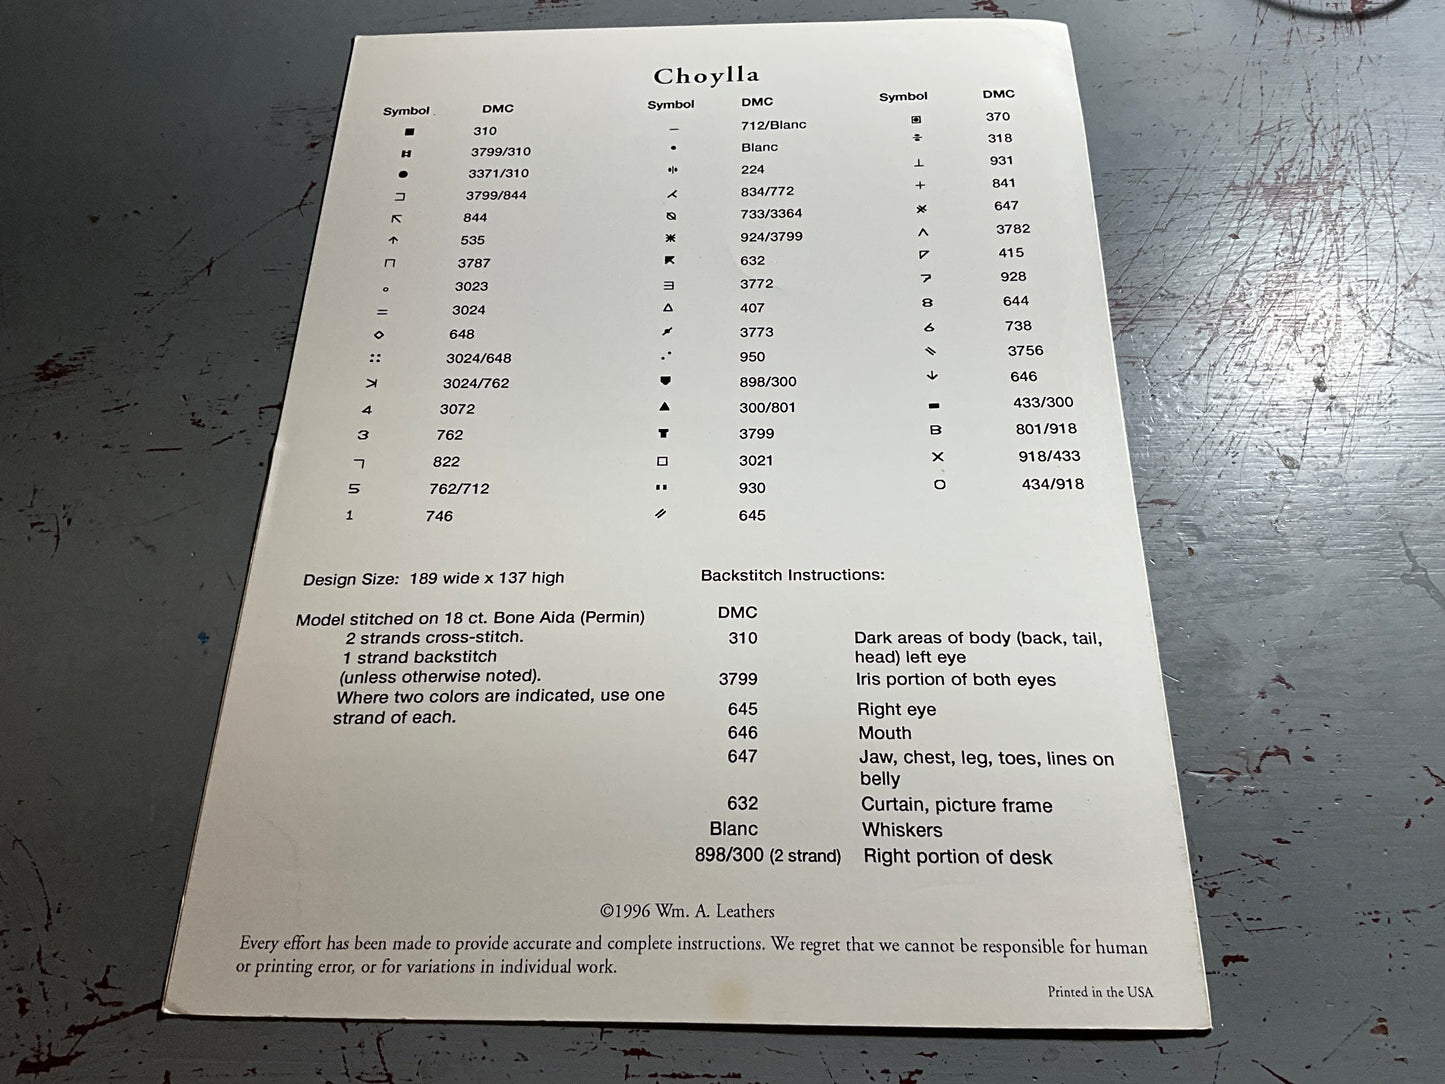 Choylla
Symbol DMC
■ 310
3799/310
● 3371/310
3799/844
844
↑ 535
3787
3023
= 3024
◇ 648
:: 3024/648
3024/762
4 3072
3 762
822
5 762/712
1 746
Symbol DMC
— 712/Blanc
• Blanc
224
834/772
733/3364
924/3799
632
3772
△ 407
3773
950
898/300
▲ 300/801
3799
□ 3021
930
645
Symbol DMC
370
318
⊥ 931
+ 841
647
3782
415
928
8 644
6 738
3756
↓ 646
433/300
B 801/918
X 918/433
O 434/918
Design Size: 189 wide x 137 high
Model stitched on 18 ct. Bone Aida (Permin)
2 strands cross-stitch.
1 strand backstitch
(unless otherwise noted).
Where two colors are indicated, use one
strand of each.
Backstitch Instructions:
DMC
310 Dark areas of body (back, tail,
head) left eye
3799 Iris portion of both eyes
645 Right eye
646 Mouth
647 Jaw, chest, leg, toes, lines on
belly
632 Curtain, picture frame
Blanc Whiskers
898/300 (2 strand) Right portion of desk
©1996 Wm. A. Leathers
Every effort has been made to provide accurate and complete instructions. We regret that we cannot be responsible for human
or printing error, or for variations in individual work.
Printed in the USA